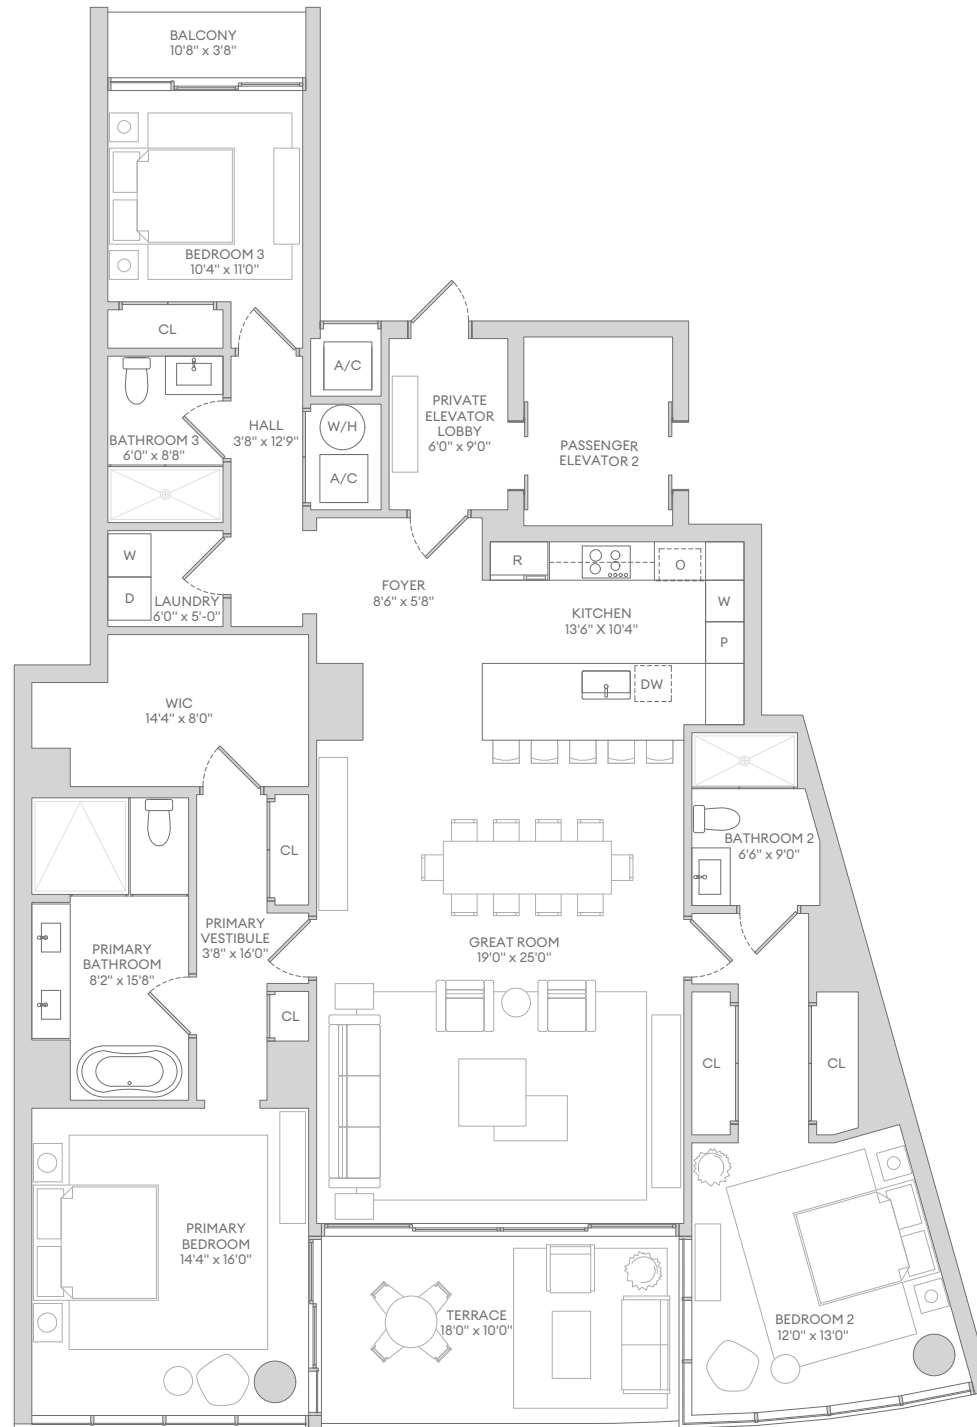 BALCONY
10'8" x 3'8"
BEDROOM 3
10'4" x 11'0"
CL
A/C
W/H
A/C
HALL
3'8" x 12'9"
BATHROOM 3
6'0" x 8'8"
PRIVATE
ELEVATOR
LOBBY
6'0" x 9'0"
PASSENGER
ELEVATOR 2
W
D
LAUNDRY
6'0" x 5'-0"
FOYER
8'6" x 5'8"
R
O
W
P
KITCHEN
13'6" X 10'4"
DW
WIC
14'4" x 8'0"
CL
BATHROOM 2
6'6" x 9'0"
PRIMARY
VESTIBULE
3'8" x 16'0"
PRIMARY
BATHROOM
8'2" x 15'8"
GREAT ROOM
19'0" x 25'0"
CL
CL
CL
PRIMARY
BEDROOM
14'4" x 16'0"
TERRACE
18'0" x 10'0"
BEDROOM 2
12'0" x 13'0"